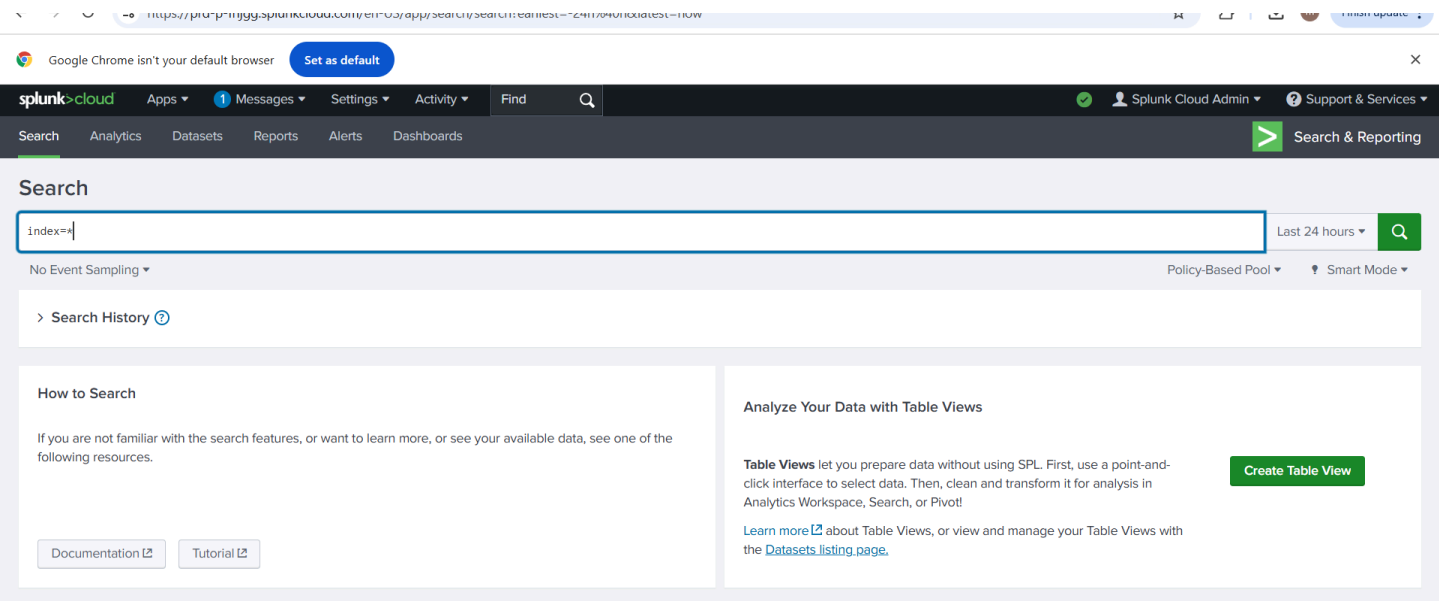 Google Chrome isn't your default browser Set as default
splunk>cloud Apps 1 Messages Settings Activity Find Splunk Cloud Admin ? Support & Services
Search Analytics Datasets Reports Alerts Dashboards > Search & Reporting
Search
index=* Last 24 hours
No Event Sampling Policy-Based Pool Smart Mode
> Search History ?
How to Search
If you are not familiar with the search features, or want to learn more, or see your available data, see one of the
following resources.
Documentation Tutorial
Analyze Your Data with Table Views
Table Views let you prepare data without using SPL. First, use a point-and-
click interface to select data. Then, clean and transform it for analysis in
Analytics Workspace, Search, or Pivot!
Learn more about Table Views, or view and manage your Table Views with
the Datasets listing page.
Create Table View